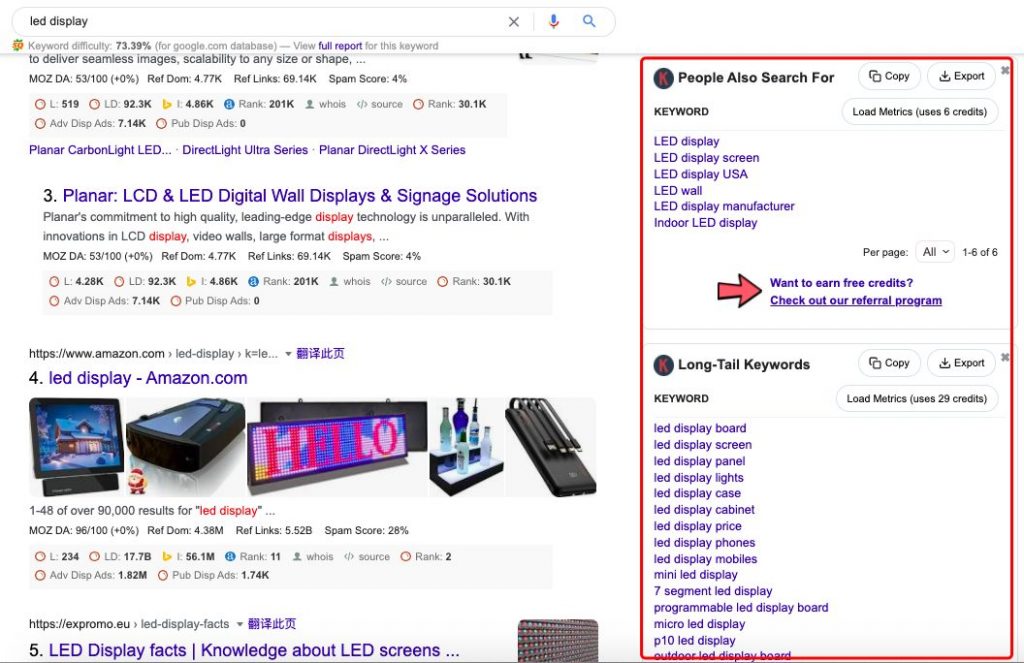 led display
Keyword difficulty: 73.39% (for google.com database) — View full report for this keyword
to deliver seamless images, scalability to any size or shape, ...
MOZ DA: 53/100 (+0%) Ref Dom: 4.77K Ref Links: 69.14K Spam Score: 4%
L: 519 LD: 92.3K I: 4.86K Rank: 201K whois </> source Rank: 30.1K
Adv Disp Ads: 7.14K Pub Disp Ads: 0
Planar CarbonLight LED... · DirectLight Ultra Series · Planar DirectLight X Series
3. Planar: LCD & LED Digital Wall Displays & Signage Solutions
Planar's commitment to high quality, leading-edge display technology is unparalleled. With
innovations in LCD display, video walls, large format displays, ...
MOZ DA: 53/100 (+0%) Ref Dom: 4.77K Ref Links: 69.14K Spam Score: 4%
L: 4.28K LD: 92.3K I: 4.86K Rank: 201K whois </> source Rank: 30.1K
Adv Disp Ads: 7.14K Pub Disp Ads: 0
https://www.amazon.com › led-display › k=le... 翻译此页
4. led display - Amazon.com
HELLO
1-48 of over 90,000 results for "led display" ...
MOZ DA: 96/100 (+0%) Ref Dom: 4.38M Ref Links: 5.52B Spam Score: 28%
L: 234 LD: 17.7B I: 56.1M Rank: 11 whois </> source Rank: 2
Adv Disp Ads: 1.82M Pub Disp Ads: 1.74K
https://expromo.eu › led-display-facts 翻译此页
5. LED Display facts | Knowledge about LED screens ...
K People Also Search For Copy Export
KEYWORD Load Metrics (uses 6 credits)
LED display
LED display screen
LED display USA
LED wall
LED display manufacturer
Indoor LED display
Per page: All 1-6 of 6
Want to earn free credits?
Check out our referral program
K Long-Tail Keywords Copy Export
KEYWORD Load Metrics (uses 29 credits)
led display board
led display screen
led display panel
led display lights
led display case
led display cabinet
led display price
led display phones
led display mobiles
mini led display
7 segment led display
programmable led display board
micro led display
p10 led display
outdoor led display board